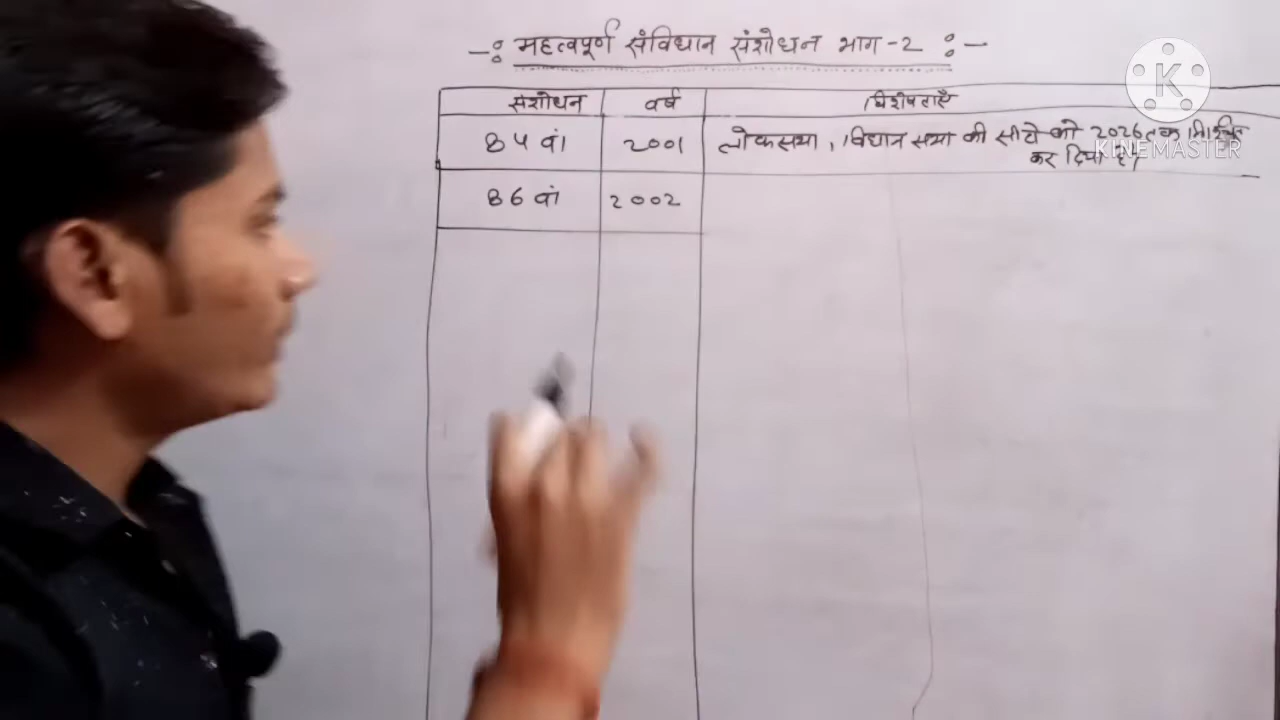 -: महत्वपूर्ण संविधान संशोधन भाग -2 :-
संशोधन वर्ष विशेषताएँ
84 वां 2001 लोकसभा, विधान सभा की सीटो को 2026 तक
कर दिया है।
86 वां 2002
K
KINEMASTER